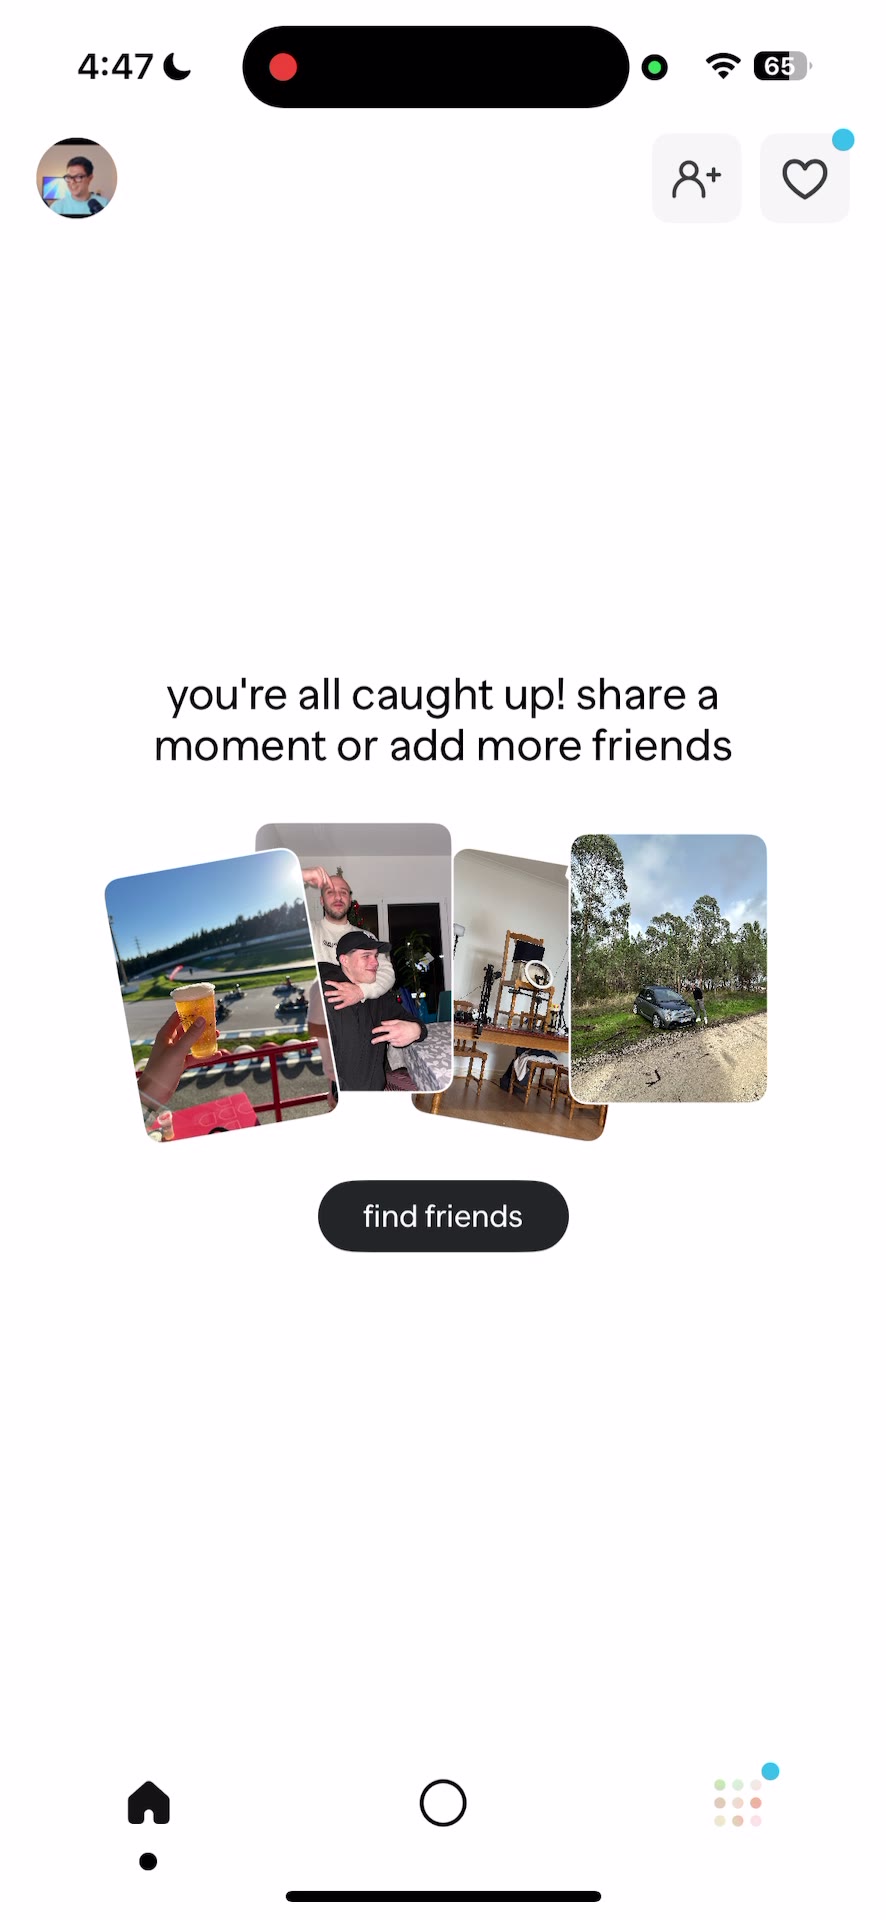 4:47
65
you're all caught up! share a
moment or add more friends
find friends